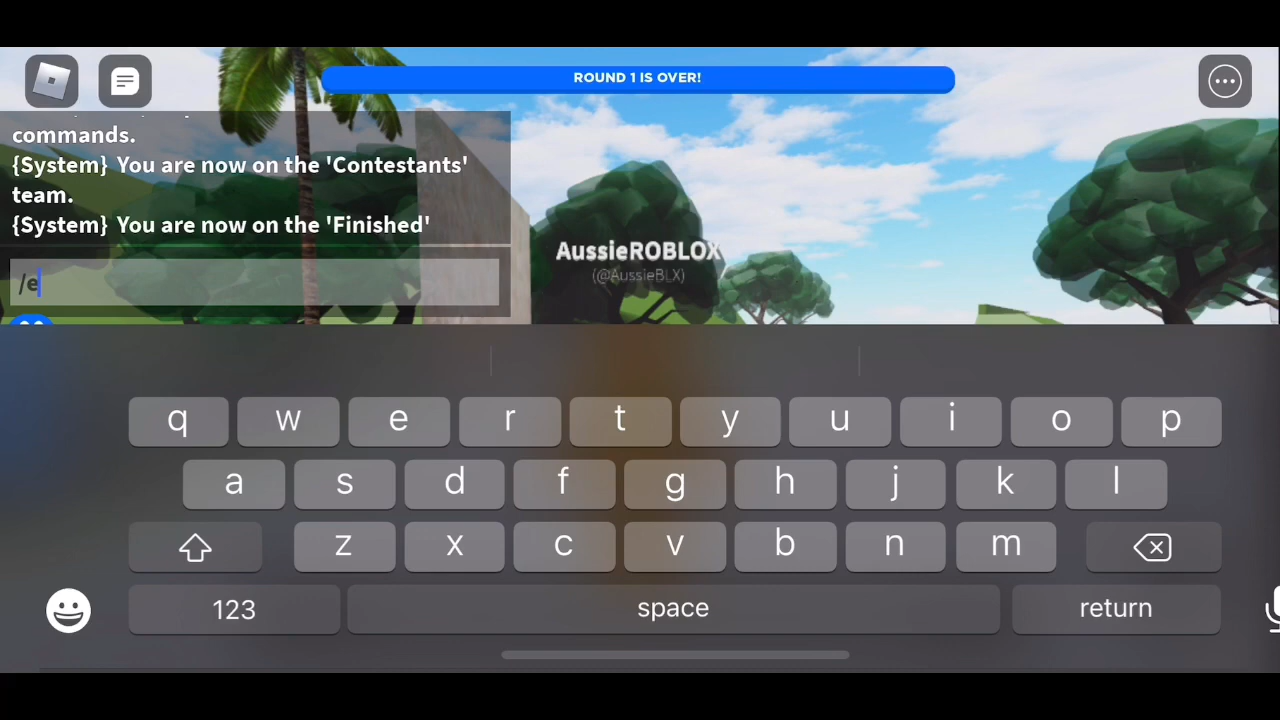 ROUND 1 IS OVER!
commands.
{System} You are now on the 'Contestants'
team.
{System} You are now on the 'Finished'
/e
AussieROBLOX
(@AussieBLX)
q w e r t y u i o p
a s d f g h j k l
z x c v b n m
123 space return